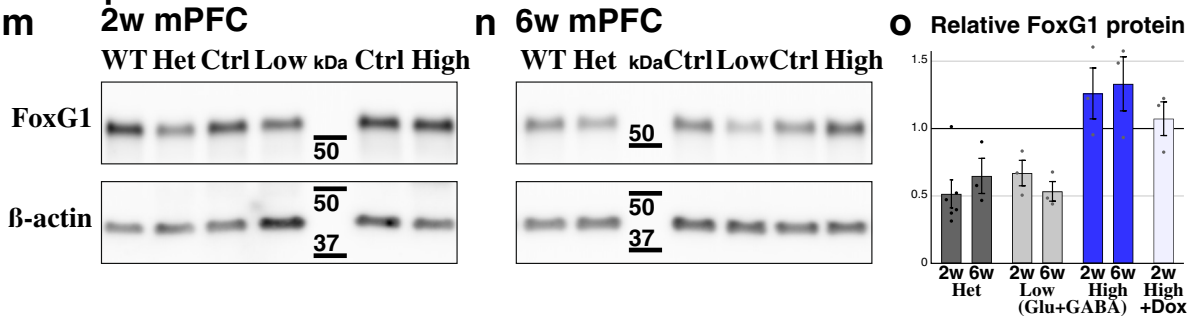 m 2w mPFC
WT Het Ctrl Low kDa Ctrl High
FoxG1
50
ß-actin
50
37
n 6w mPFC
WT Het kDa Ctrl Low Ctrl High
50
50
37
o Relative FoxG1 protein
1.5
1.0
0.5
0
2w 6w 2w 6w 2w 6w 2w
Het Low High High
(Glu+GABA) +Dox